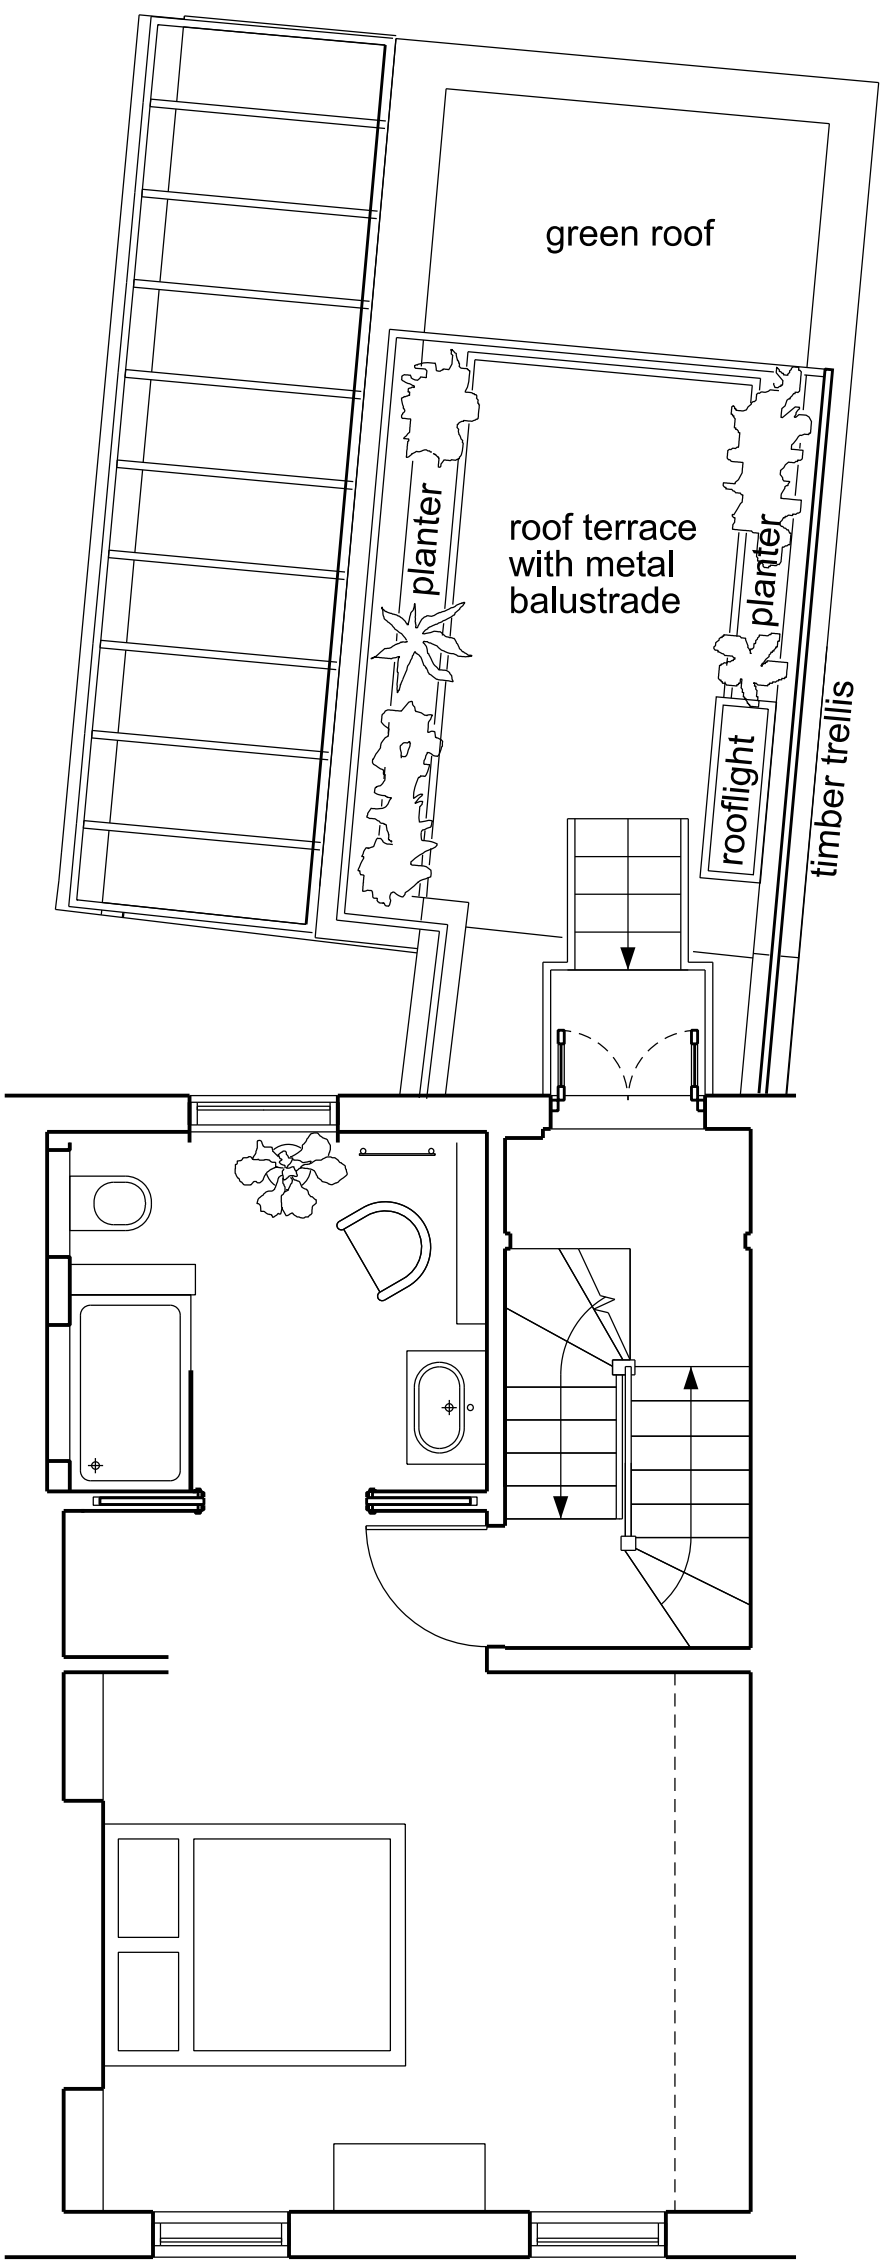 green roof
planter
roof terrace
with metal
balustrade
planter
rooflight
timber trellis